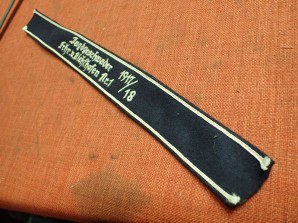 Jagdgeschwader
Frhr. v. Richthofen Nr. 1
1917/
18